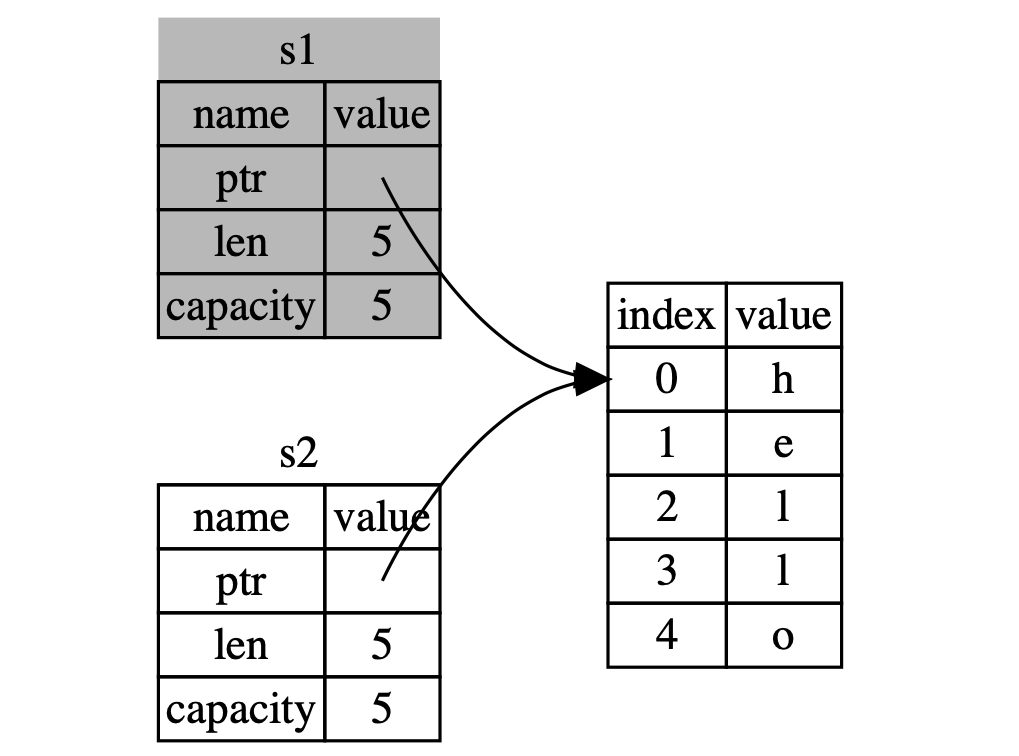 s1
name value
ptr
len 5
capacity 5
s2
name value
ptr
len 5
capacity 5
index value
0 h
1 e
2 l
3 l
4 o